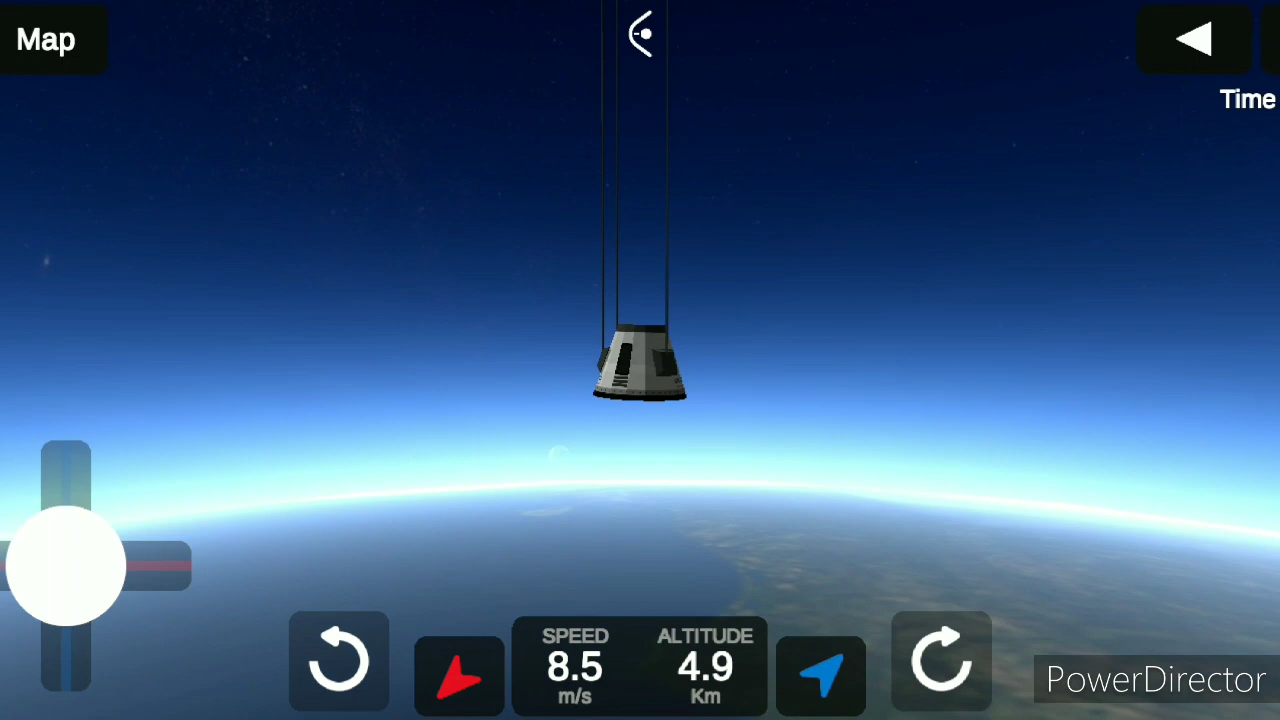 Map
Time
SPEED ALTITUDE
8.5 4.9
m/s Km
PowerDirector